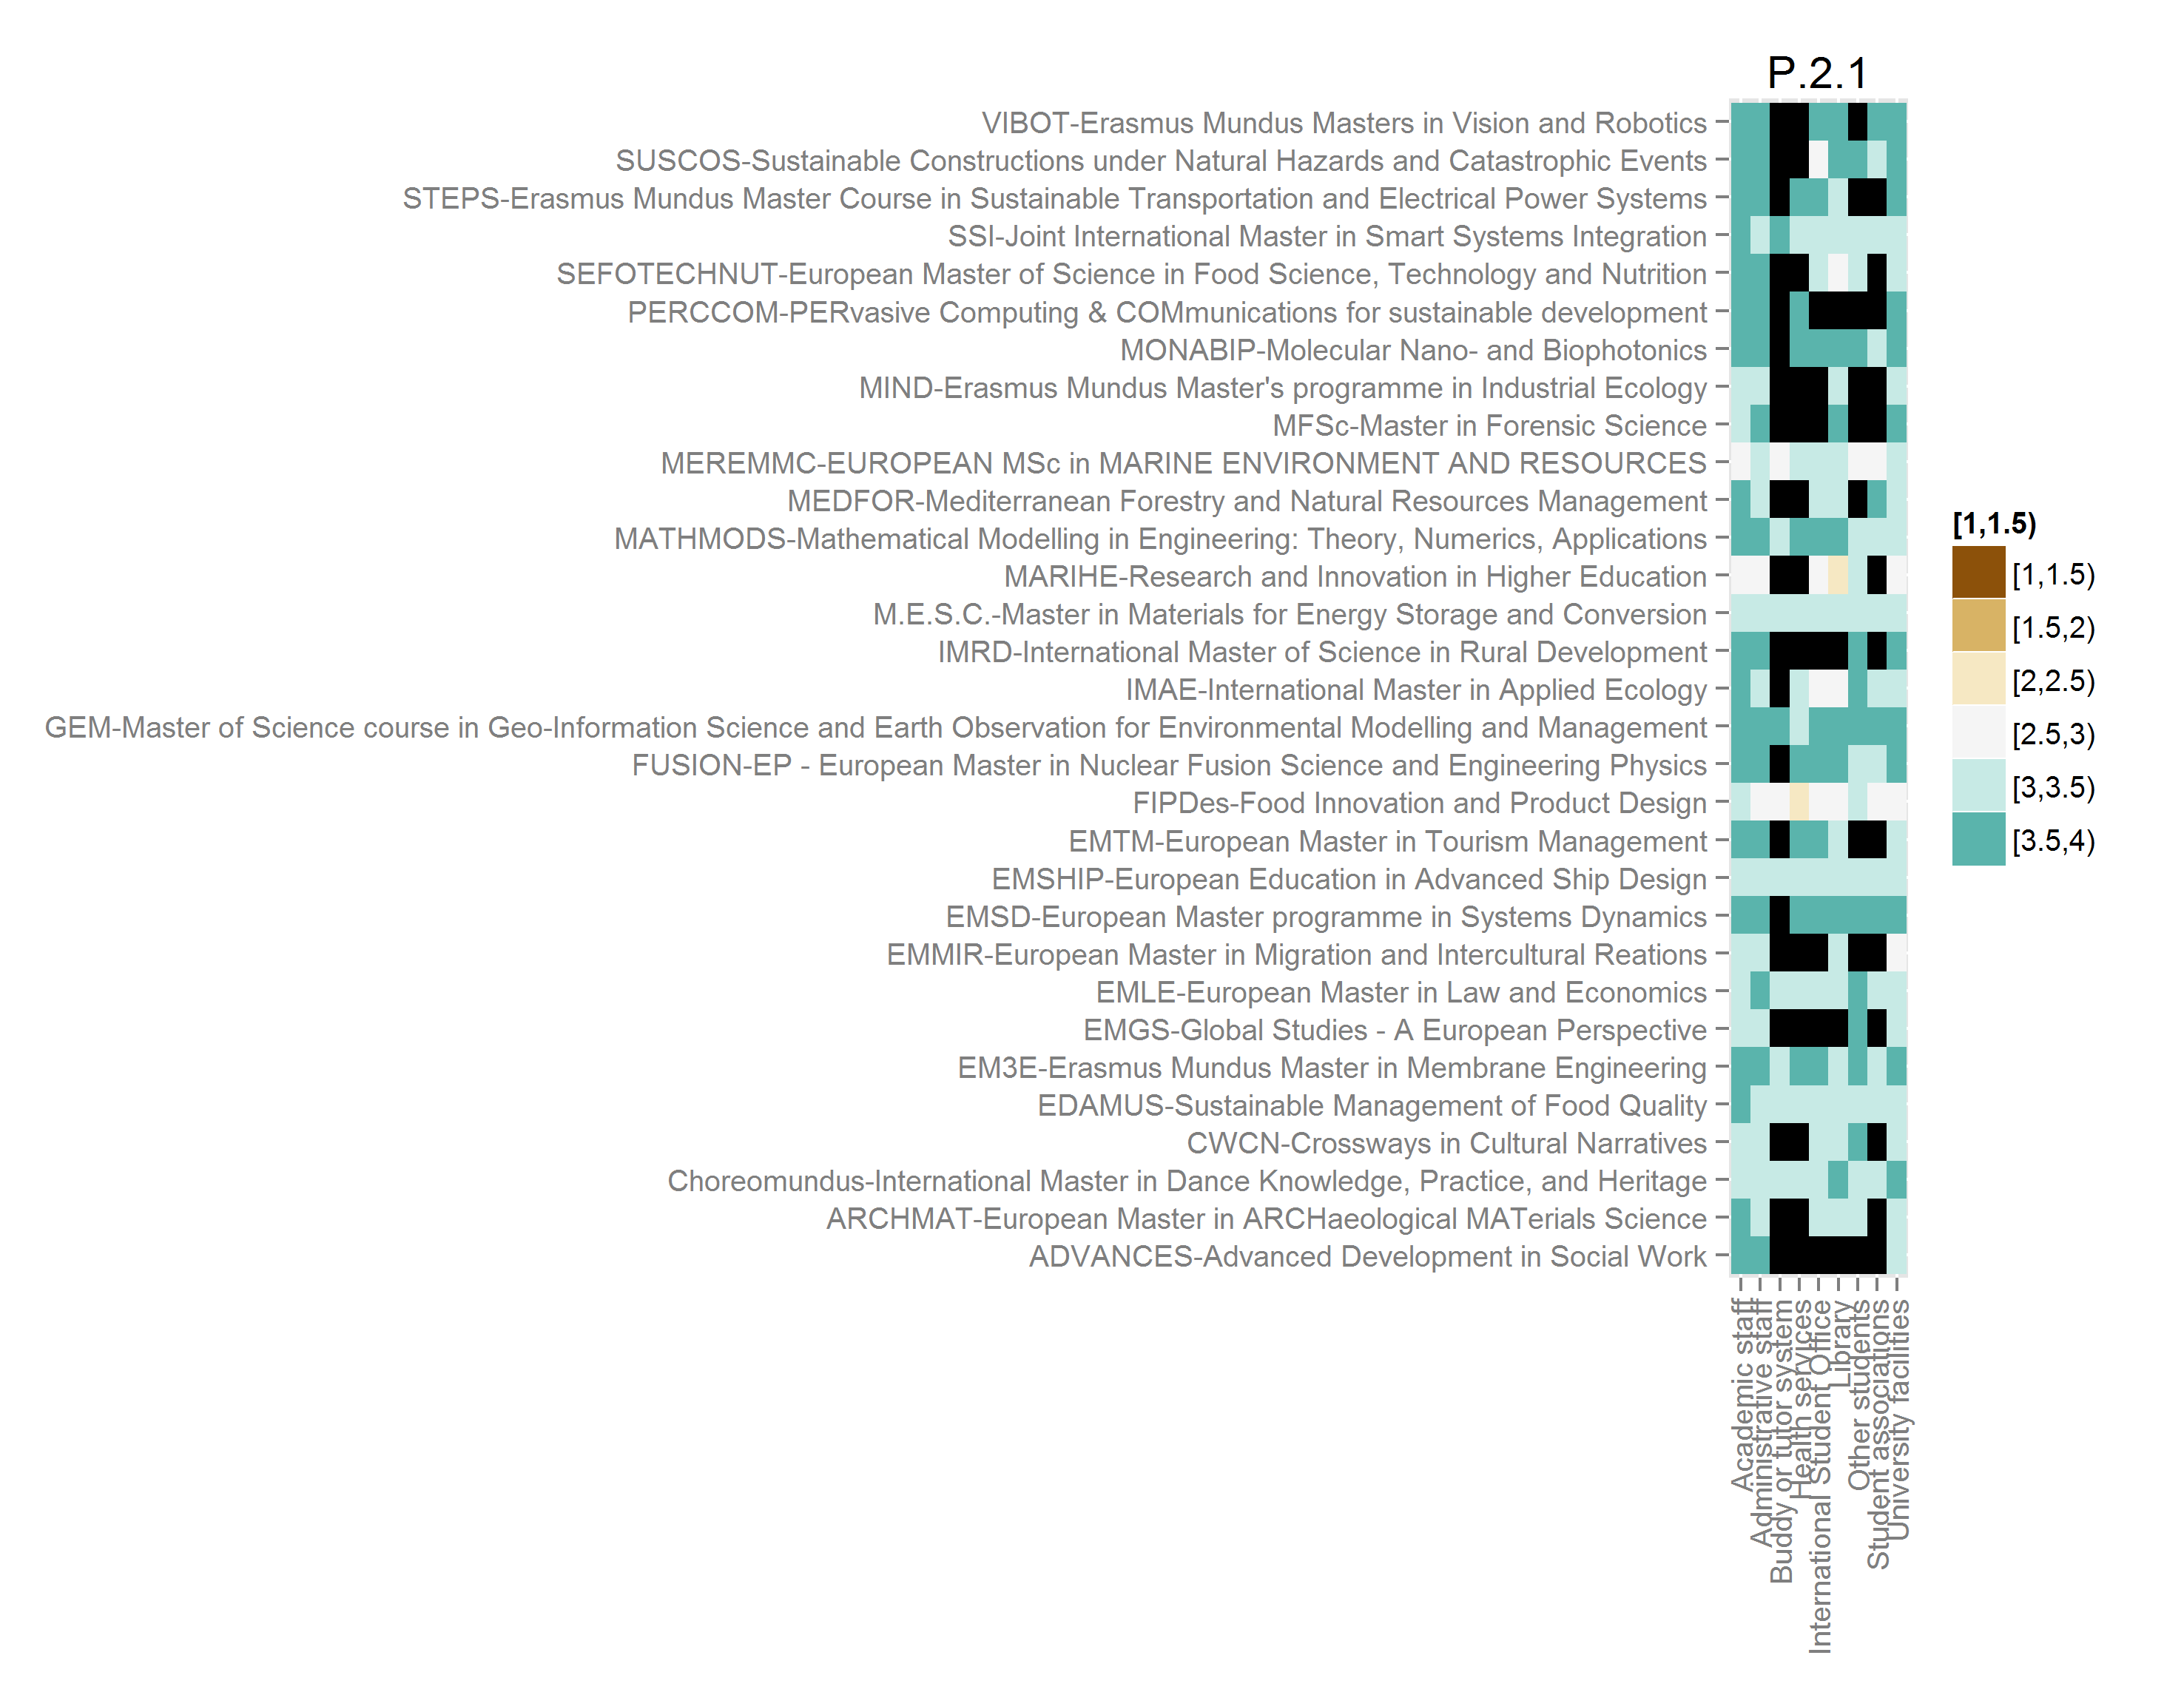 P.2.1
VIBOT-Erasmus Mundus Masters in Vision and Robotics
SUSCOS-Sustainable Constructions under Natural Hazards and Catastrophic Events
STEPS-Erasmus Mundus Master Course in Sustainable Transportation and Electrical Power Systems
SSI-Joint International Master in Smart Systems Integration
SEFOTECHNUT-European Master of Science in Food Science, Technology and Nutrition
PERCCOM-PERvasive Computing & COMmunications for sustainable development
MONABIP-Molecular Nano- and Biophotonics
MIND-Erasmus Mundus Master's programme in Industrial Ecology
MFSc-Master in Forensic Science
MEREMMC-EUROPEAN MSc in MARINE ENVIRONMENT AND RESOURCES
MEDFOR-Mediterranean Forestry and Natural Resources Management
MATHMODS-Mathematical Modelling in Engineering: Theory, Numerics, Applications
MARIHE-Research and Innovation in Higher Education
M.E.S.C.-Master in Materials for Energy Storage and Conversion
IMRD-International Master of Science in Rural Development
IMAE-International Master in Applied Ecology
GEM-Master of Science course in Geo-Information Science and Earth Observation for Environmental Modelling and Management
FUSION-EP - European Master in Nuclear Fusion Science and Engineering Physics
FIPDes-Food Innovation and Product Design
EMTM-European Master in Tourism Management
EMSHIP-European Education in Advanced Ship Design
EMSD-European Master programme in Systems Dynamics
EMMIR-European Master in Migration and Intercultural Reations
EMLE-European Master in Law and Economics
EMGS-Global Studies - A European Perspective
EM3E-Erasmus Mundus Master in Membrane Engineering
EDAMUS-Sustainable Management of Food Quality
CWCN-Crossways in Cultural Narratives
Choreomundus-International Master in Dance Knowledge, Practice, and Heritage
ARCHMAT-European Master in ARCHaeological MATerials Science
ADVANCES-Advanced Development in Social Work
Academic staff
Administrative staff
Buddy or tutor system
Health services
International Student Office
Library
Other students
Student associations
University facilities
[1,1.5)
[1,1.5)
[1.5,2)
[2,2.5)
[2.5,3)
[3,3.5)
[3.5,4)